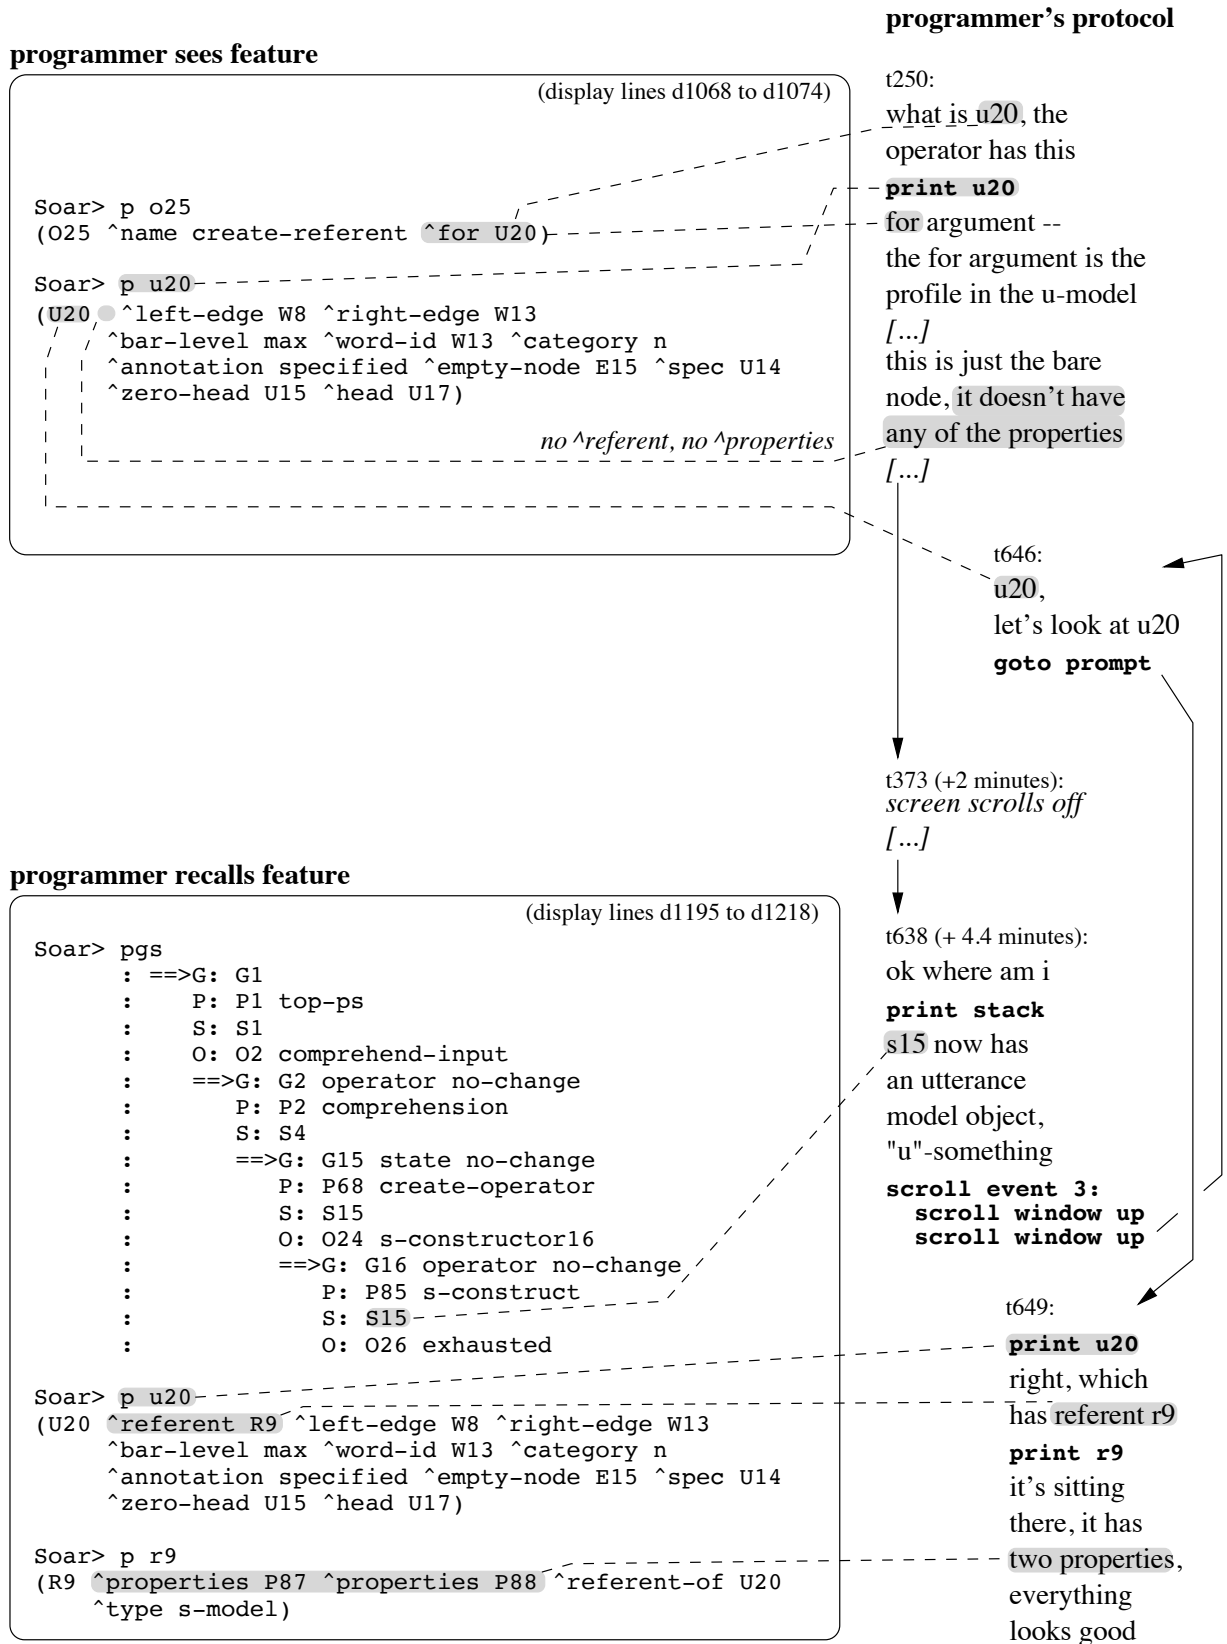 programmer's protocol
programmer sees feature
(display lines d1068 to d1074)
Soar> p o25
(O25 ^name create-referent ^for U20)
Soar> p u20
(U20 ^left-edge W8 ^right-edge W13
^bar-level max ^word-id W13 ^category n
^annotation specified ^empty-node E15 ^spec U14
^zero-head U15 ^head U17)
no ^referent, no ^properties
t250:
what is u20, the
operator has this
print u20
for argument --
the for argument is the
profile in the u-model
[...]
this is just the bare
node, it doesn't have
any of the properties
[...]
t646:
u20,
let's look at u20
goto prompt
t373 (+2 minutes):
screen scrolls off
[...]
programmer recalls feature
(display lines d1195 to d1218)
Soar> pgs
: ==>G: G1
: P: P1 top-ps
: S: S1
: O: O2 comprehend-input
: ==>G: G2 operator no-change
: P: P2 comprehension
: S: S4
: ==>G: G15 state no-change
: P: P68 create-operator
: S: S15
: O: O24 s-constructor16
: ==>G: G16 operator no-change
: P: P85 s-construct
: S: S15
: O: O26 exhausted
Soar> p u20
(U20 ^referent R9 ^left-edge W8 ^right-edge W13
^bar-level max ^word-id W13 ^category n
^annotation specified ^empty-node E15 ^spec U14
^zero-head U15 ^head U17)
Soar> p r9
(R9 ^properties P87 ^properties P88 ^referent-of U20
^type s-model)
t638 (+ 4.4 minutes):
ok where am i
print stack
s15 now has
an utterance
model object,
"u"-something
scroll event 3:
scroll window up
scroll window up
t649:
print u20
right, which
has referent r9
print r9
it's sitting
there, it has
two properties,
everything
looks good